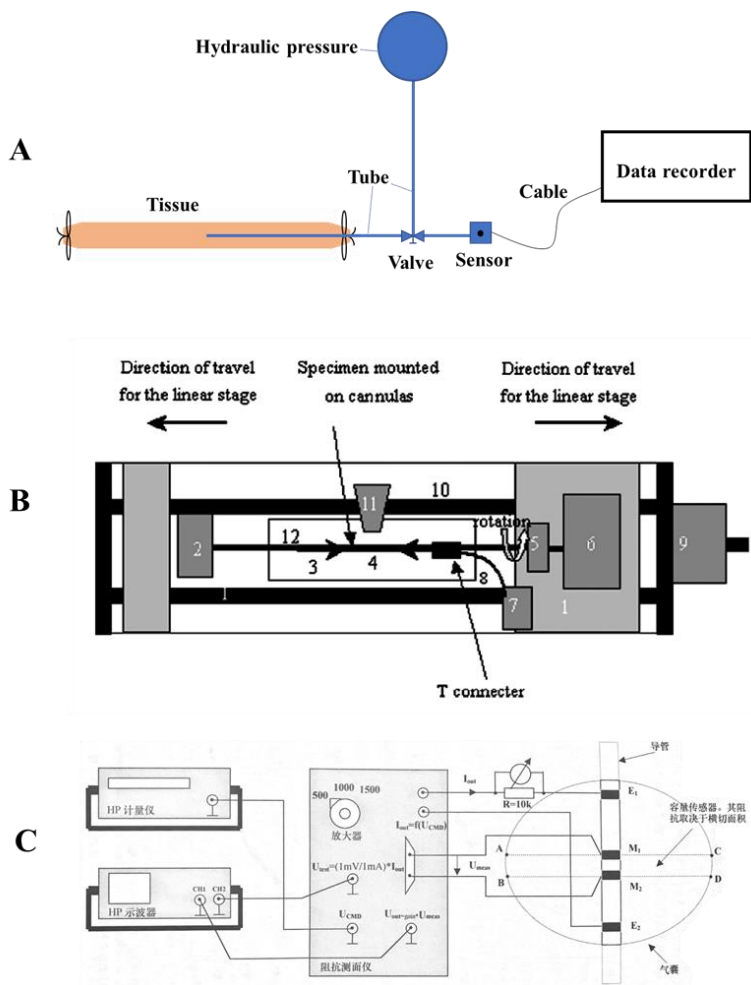 Hydraulic pressure
A
Tube
Tissue
Valve
Sensor
Cable
Data recorder
B
Direction of travel
for the linear stage
Specimen mounted
on cannulas
Direction of travel
for the linear stage
11
10
rotation
2
12
3
4
5
6
9
8
1
7
1
T connecter
C
HP 计量仪
HP 示波器
CH1 CH2
500 1000 1500
放大器
Iout=f(UCMD)
Utest=(1mV/1mA)*Iout
UCMD
Uout=gain*Umeas
阻抗测面仪
Iout
R=10k
Umeas
导管
E1
容量传感器。其阻
抗取决于横切面积
A
M1
C
B
M2
D
E2
气囊